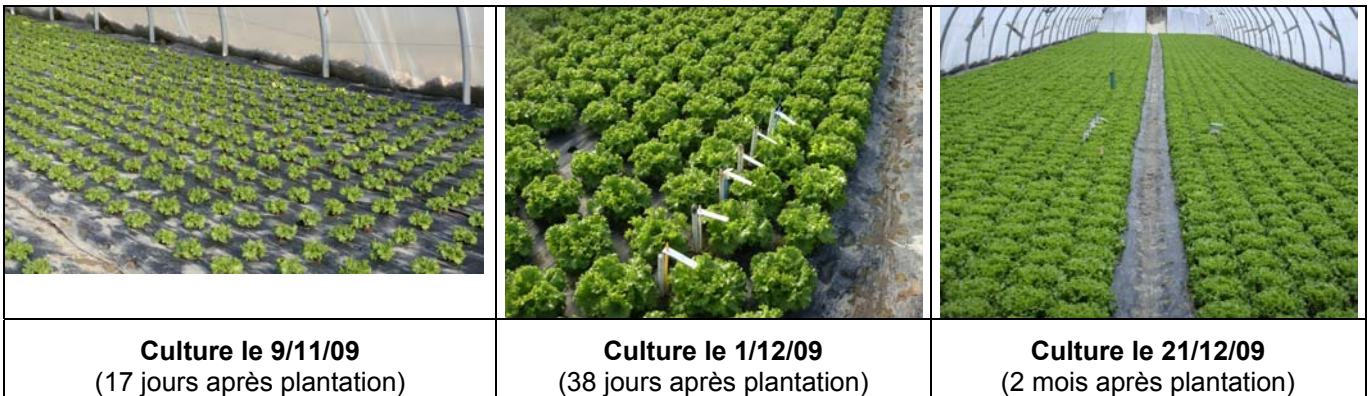 Culture le 9/11/09
(17 jours après plantation)
Culture le 1/12/09
(38 jours après plantation)
Culture le 21/12/09
(2 mois après plantation)